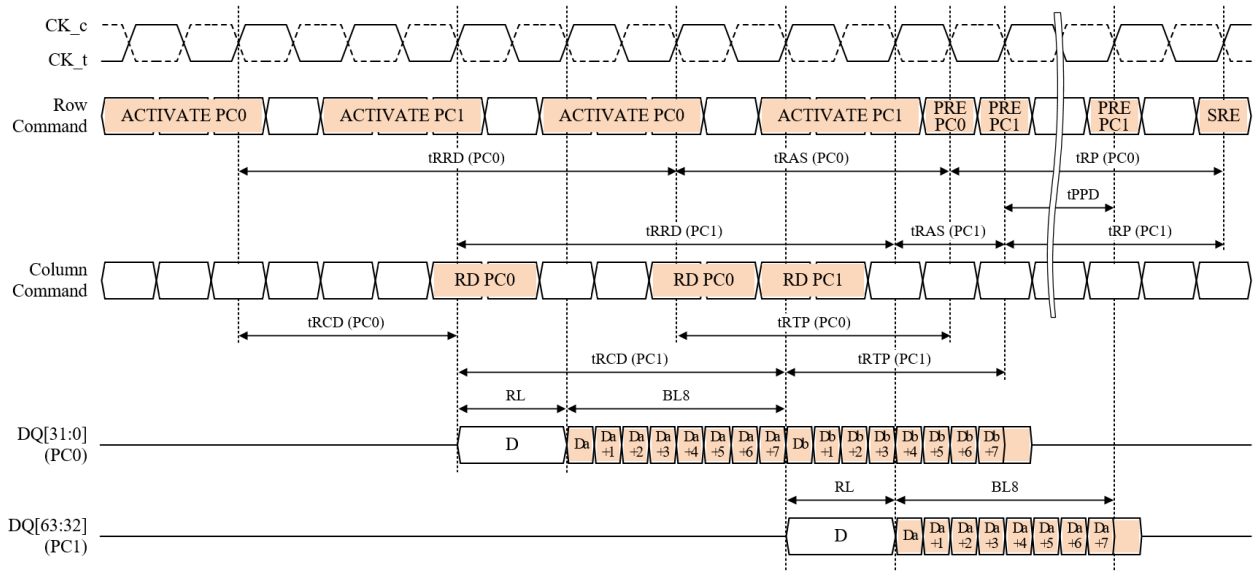 CK_c
CK_t
Row
Command
ACTIVATE PC0
ACTIVATE PC1
ACTIVATE PC0
ACTIVATE PC1
PRE
PC0
PRE
PC1
PRE
PC1
SRE
tRRD (PC0)
tRAS (PC0)
tRP (PC0)
tPPD
tRRD (PC1)
tRAS (PC1)
tRP (PC1)
Column
Command
RD PC0
RD PC0
RD PC1
tRCD (PC0)
tRTP (PC0)
tRCD (PC1)
tRTP (PC1)
RL
BL8
DQ[31:0]
(PC0)
D
Da
Da
+1
Da
+2
Da
+3
Da
+4
Da
+5
Da
+6
Da
+7
Db
Db
+1
Db
+2
Db
+3
Db
+4
Db
+5
Db
+6
Db
+7
RL
BL8
DQ[63:32]
(PC1)
D
Da
Da
+1
Da
+2
Da
+3
Da
+4
Da
+5
Da
+6
Da
+7